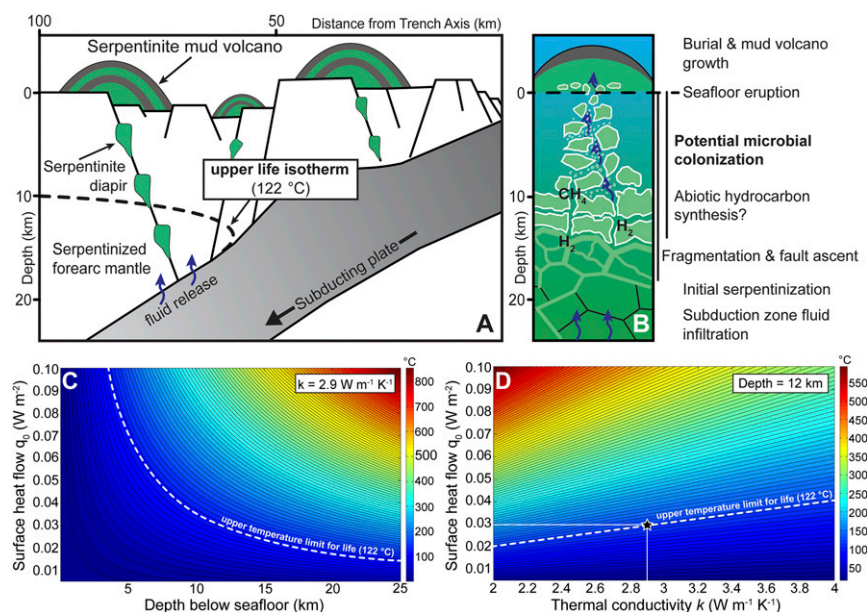 100
50
Distance from Trench Axis (km)
Serpentinite mud volcano
0
Serpentinite
diapir
upper life isotherm
(122 °C)
10
Depth (km)
Serpentinized
forearc mantle
20
fluid release
Subducting plate
A
0
10
Depth (km)
20
CH4
H2
H2
B
Burial & mud volcano
growth
Seafloor eruption
Potential microbial
colonization
Abiotic hydrocarbon
synthesis?
Fragmentation & fault ascent
Initial serpentinization
Subduction zone fluid
infiltration
C
k = 2.9 W m⁻¹ K⁻¹
°C
Surface heat flow q₀ (W m⁻²)
0.10
0.09
0.08
0.07
0.06
0.05
0.04
0.03
0.02
0.01
upper temperature limit for life (122 °C)
5
10
15
20
25
Depth below seafloor (km)
800
700
600
500
400
300
200
100
D
Depth = 12 km
°C
Surface heat flow q₀ (W m⁻²)
0.10
0.09
0.08
0.07
0.06
0.05
0.04
0.03
0.02
0.01
upper temperature limit for life (122 °C)
2
2.2
2.4
2.6
2.8
3
3.2
3.4
3.6
3.8
4
Thermal conductivity k (W m⁻¹ K⁻¹)
550
500
450
400
350
300
250
200
150
100
50